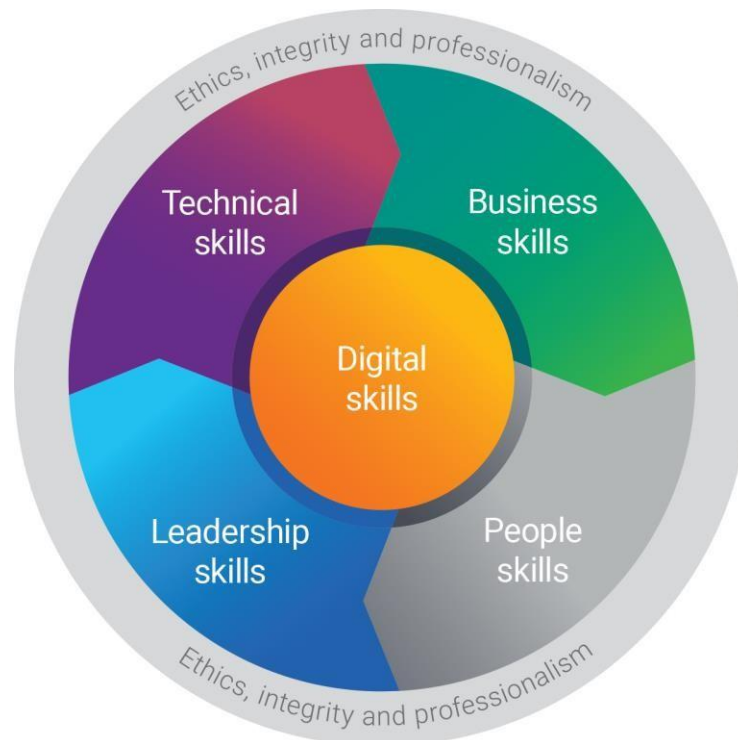 Ethics, integrity and professionalism
Technical
skills
Business
skills
Digital
skills
Leadership
skills
People
skills
Ethics, integrity and professionalism